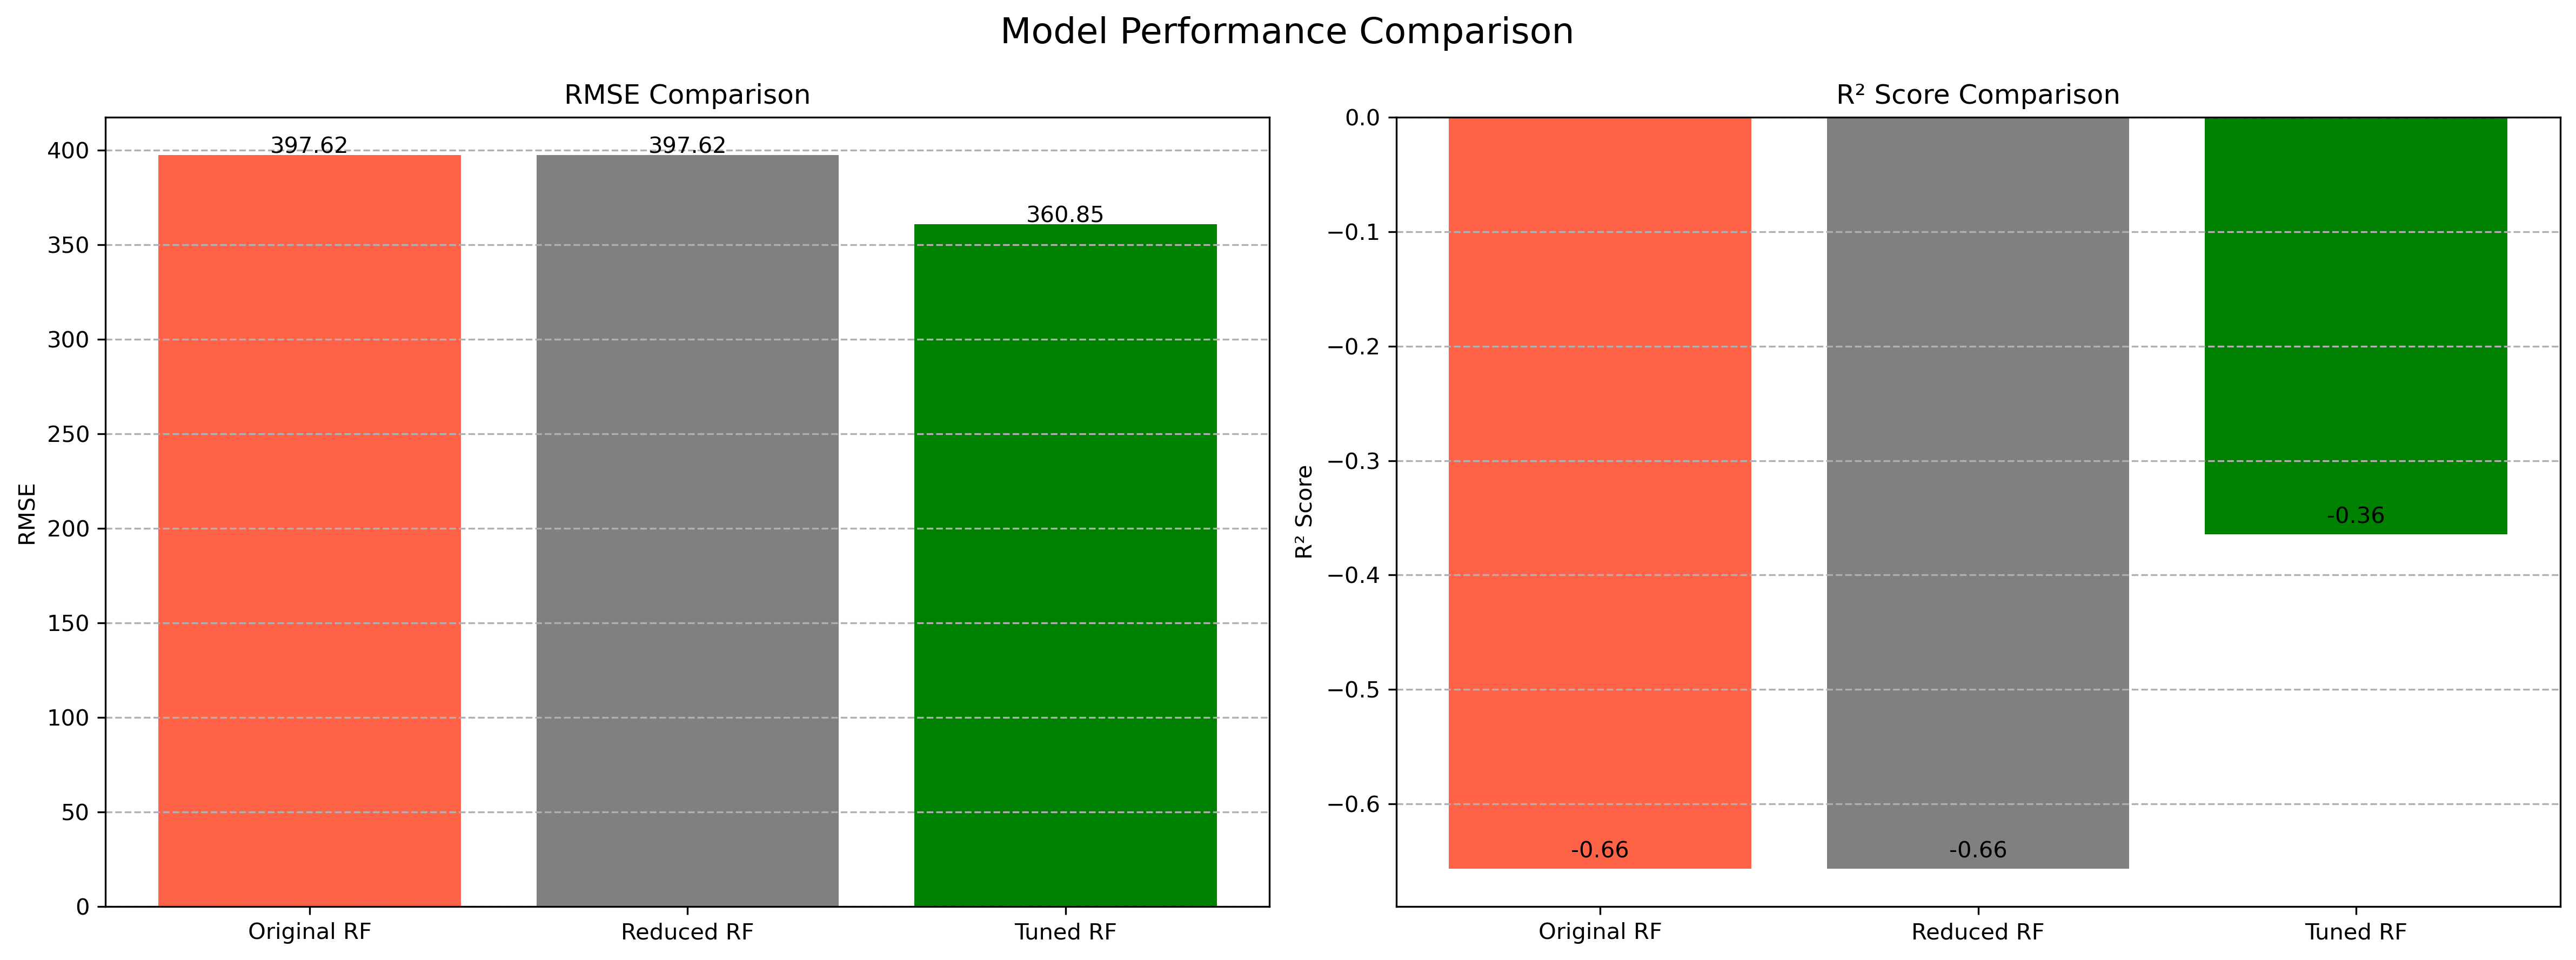 Model Performance Comparison
RMSE Comparison
397.62
397.62
360.85
400
350
300
250
200
150
100
50
0
RMSE
Original RF
Reduced RF
Tuned RF
R² Score Comparison
0.0
−0.1
−0.2
−0.3
−0.4
−0.5
−0.6
R² Score
-0.66
-0.66
-0.36
Original RF
Reduced RF
Tuned RF